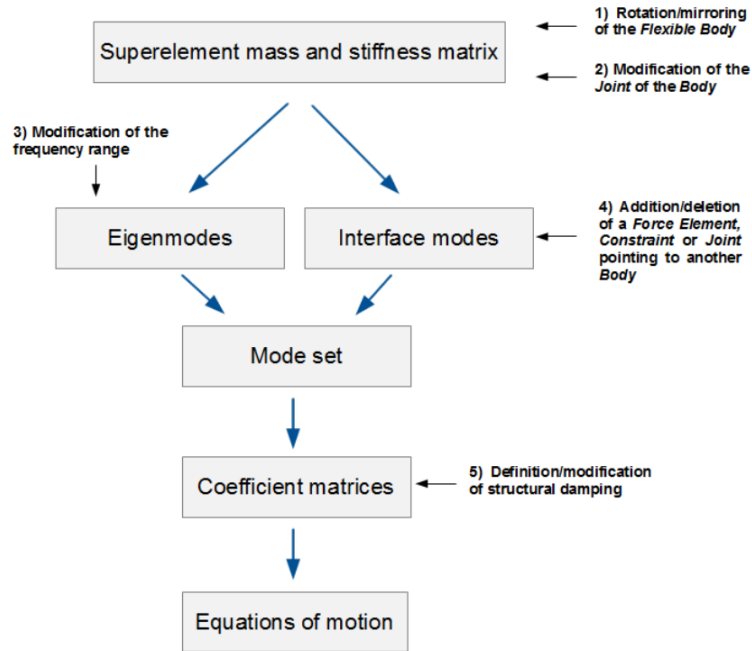 1) Rotation/mirroring
of the Flexible Body
Superelement mass and stiffness matrix
2) Modification of the
Joint of the Body
3) Modification of the
frequency range
Eigenmodes
Interface modes
4) Addition/deletion
of a Force Element,
Constraint or Joint
pointing to another
Body
Mode set
Coefficient matrices
5) Definition/modification
of structural damping
Equations of motion